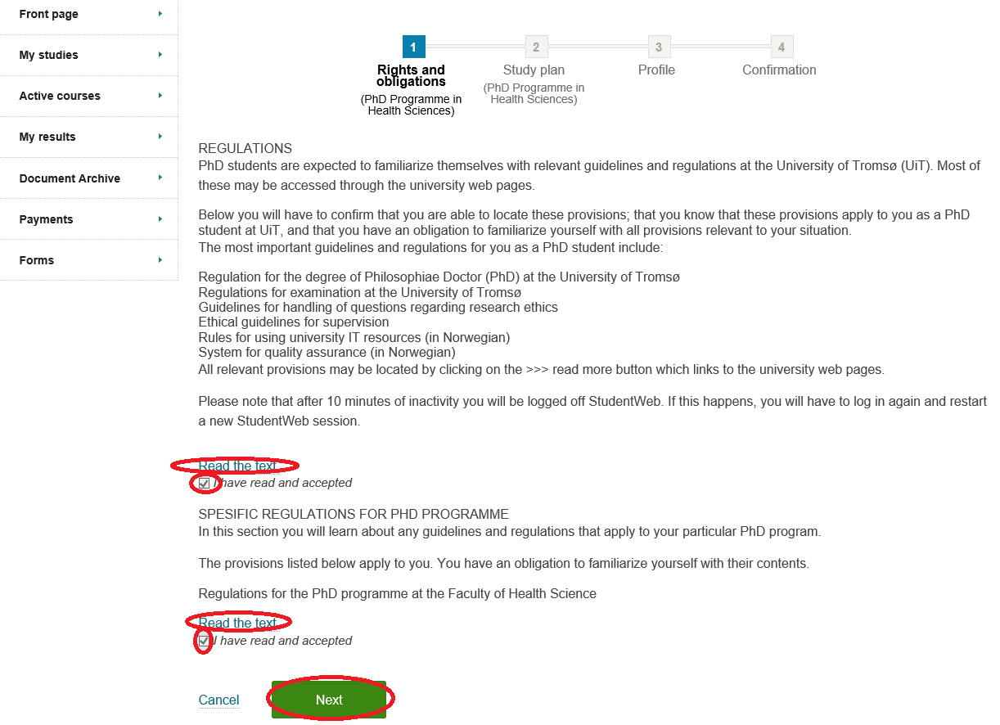 Front page
My studies
Active courses
My results
Document Archive
Payments
Forms
1
Rights and
obligations
(PhD Programme in
Health Sciences)
2
Study plan
(PhD Programme in
Health Sciences)
3
Profile
4
Confirmation
REGULATIONS
PhD students are expected to familiarize themselves with relevant guidelines and regulations at the University of Tromsø (UiT). Most of
these may be accessed through the university web pages.
Below you will have to confirm that you are able to locate these provisions; that you know that these provisions apply to you as a PhD
student at UiT, and that you have an obligation to familiarize yourself with all provisions relevant to your situation.
The most important guidelines and regulations for you as a PhD student include:
Regulation for the degree of Philosophiae Doctor (PhD) at the University of Tromsø
Regulations for examination at the University of Tromsø
Guidelines for handling of questions regarding research ethics
Ethical guidelines for supervision
Rules for using university IT resources (in Norwegian)
System for quality assurance (in Norwegian)
All relevant provisions may be located by clicking on the >>> read more button which links to the university web pages.
Please note that after 10 minutes of inactivity you will be logged off StudentWeb. If this happens, you will have to log in again and restart
a new StudentWeb session.
Read the text
I have read and accepted
SPESIFIC REGULATIONS FOR PHD PROGRAMME
In this section you will learn about any guidelines and regulations that apply to your particular PhD program.
The provisions listed below apply to you. You have an obligation to familiarize yourself with their contents.
Regulations for the PhD programme at the Faculty of Health Science
Read the text
I have read and accepted
Cancel
Next